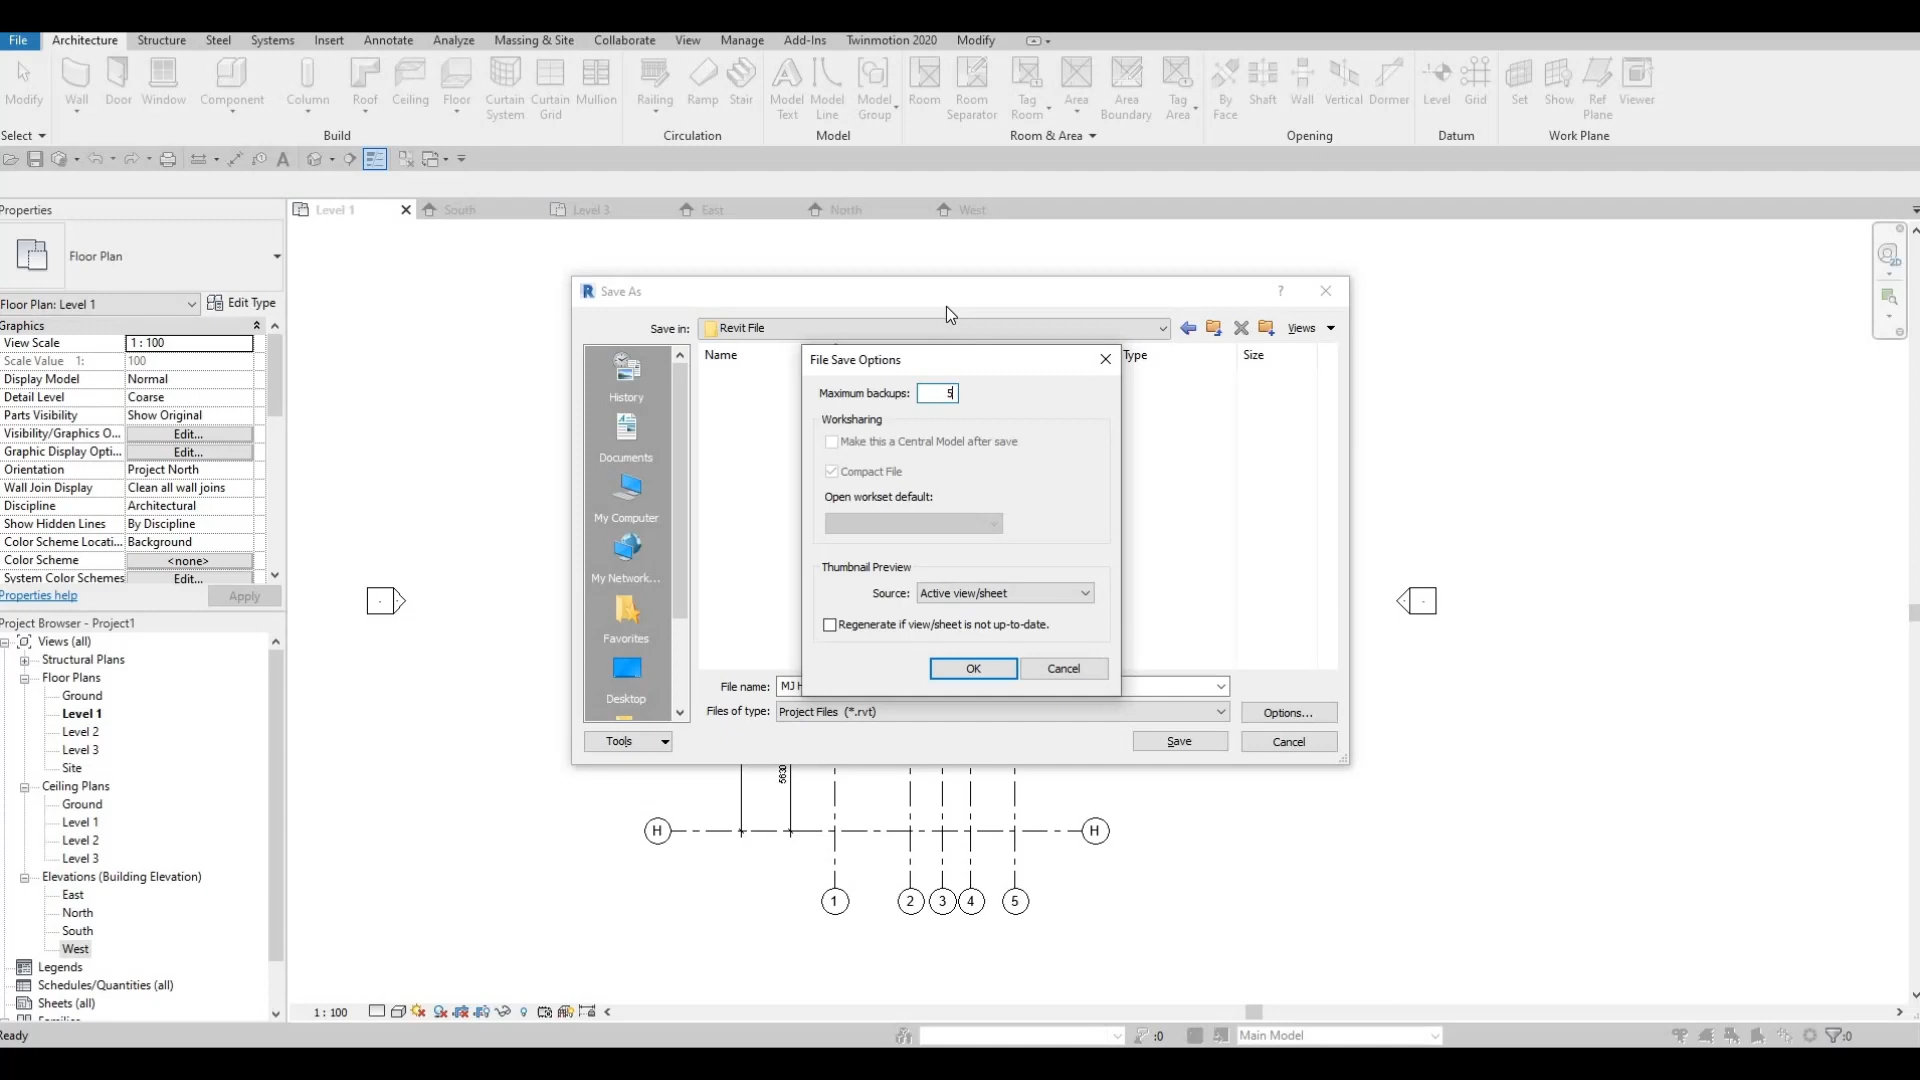 File Architecture Structure Steel Systems Insert Annotate Analyze Massing & Site Collaborate View Manage Add-Ins Twinmotion 2020 Modify
Modify Wall Door Window Component Column Roof Ceiling Floor Curtain System Curtain Grid Mullion Railing Ramp Stair Model Text Model Line Model Group Room Room Separator Tag Room Area Area Boundary Tag Area By Face Shaft Wall Vertical Dormer Level Grid Set Show Ref Plane Viewer
Select Build Circulation Model Room & Area Opening Datum Work Plane
Properties
Level 1 South Level 3 East North West
Floor Plan
Floor Plan: Level 1 Edit Type
Graphics
View Scale 1 : 100
Scale Value 1: 100
Display Model Normal
Detail Level Coarse
Parts Visibility Show Original
Visibility/Graphics O... Edit...
Graphic Display Opti... Edit...
Orientation Project North
Wall Join Display Clean all wall joins
Discipline Architectural
Show Hidden Lines By Discipline
Color Scheme Locati... Background
Color Scheme <none>
System Color Schemes Edit...
Properties help Apply
Project Browser - Project1
Views (all)
Structural Plans
Floor Plans
Ground
Level 1
Level 2
Level 3
Site
Ceiling Plans
Ground
Level 1
Level 2
Level 3
Elevations (Building Elevation)
East
North
South
West
Legends
Schedules/Quantities (all)
Sheets (all)
Save As
Save in: Revit File Views
Name Type Size
History
Documents
My Computer
My Network...
Favorites
Desktop
File Save Options
Maximum backups: 5
Worksharing
Make this a Central Model after save
Compact File
Open workset default:
Thumbnail Preview
Source: Active view/sheet
Regenerate if view/sheet is not up-to-date.
OK Cancel
File name: MJ
Files of type: Project Files (*.rvt) Options...
Tools Save Cancel
5630
H H
1 2 3 4 5
1 : 100
Ready :0 Main Model :0